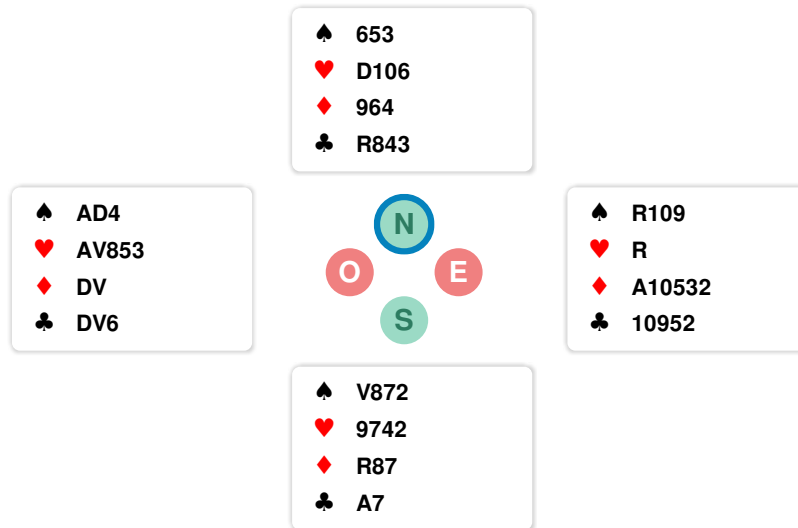 ♠ 653
♥ D106
♦ 964
♣ R843
♠ AD4
♥ AV853
♦ DV
♣ DV6
N
O E
S
♠ R109
♥ R
♦ A10532
♣ 10952
♠ V872
♥ 9742
♦ R87
♣ A7